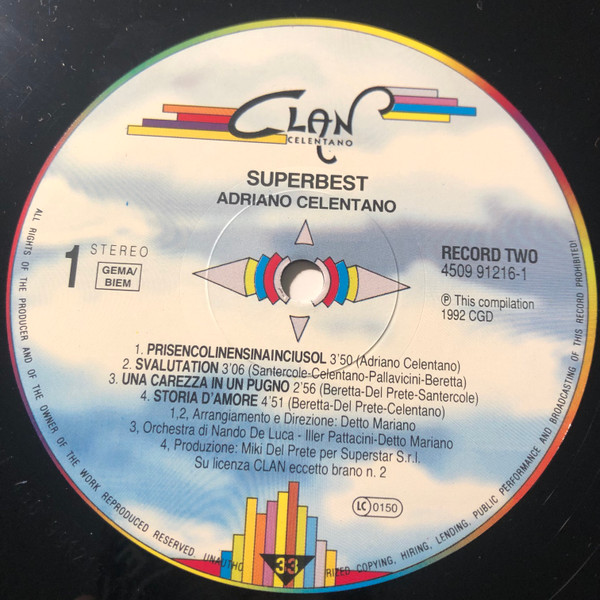 CLAN
CELENTANO
SUPERBEST
ADRIANO CELENTANO
1 STEREO
GEMA/
BIEM
RECORD TWO
4509 91216-1
℗ This compilation
1992 CGD
1. PRISENCOLINENSINAINCIUSOL 3'50 (Adriano Celentano)
2. SVALUTATION 3'06 (Santercole-Celentano-Pallavicini-Beretta)
3. UNA CAREZZA IN UN PUGNO 2'56 (Beretta-Del Prete-Santercole)
4. STORIA D'AMORE 4'51 (Beretta-Del Prete-Celentano)
1,2, Arrangiamento e Direzione: Detto Mariano
3, Orchestra di Nando De Luca - Iller Pattacini-Detto Mariano
4, Produzione: Miki Del Prete per Superstar S.r.l.
Su licenza CLAN eccetto brano n. 2
LC 0150
33
ALL RIGHTS OF THE PRODUCER AND OF THE OWNER OF THE WORK REPRODUCED RESERVED. UNAUTHO RIZED COPYING, HIRING, LENDING, PUBLIC PERFORMANCE AND BROADCASTING OF THIS RECORD PROHIBITED!